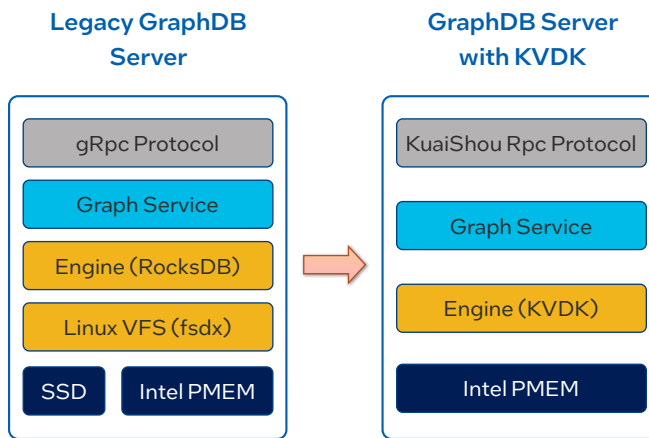 Legacy GraphDB
Server
gRpc Protocol
Graph Service
Engine (RocksDB)
Linux VFS (fsdx)
SSD
Intel PMEM
GraphDB Server
with KVDK
KuaiShou Rpc Protocol
Graph Service
Engine (KVDK)
Intel PMEM